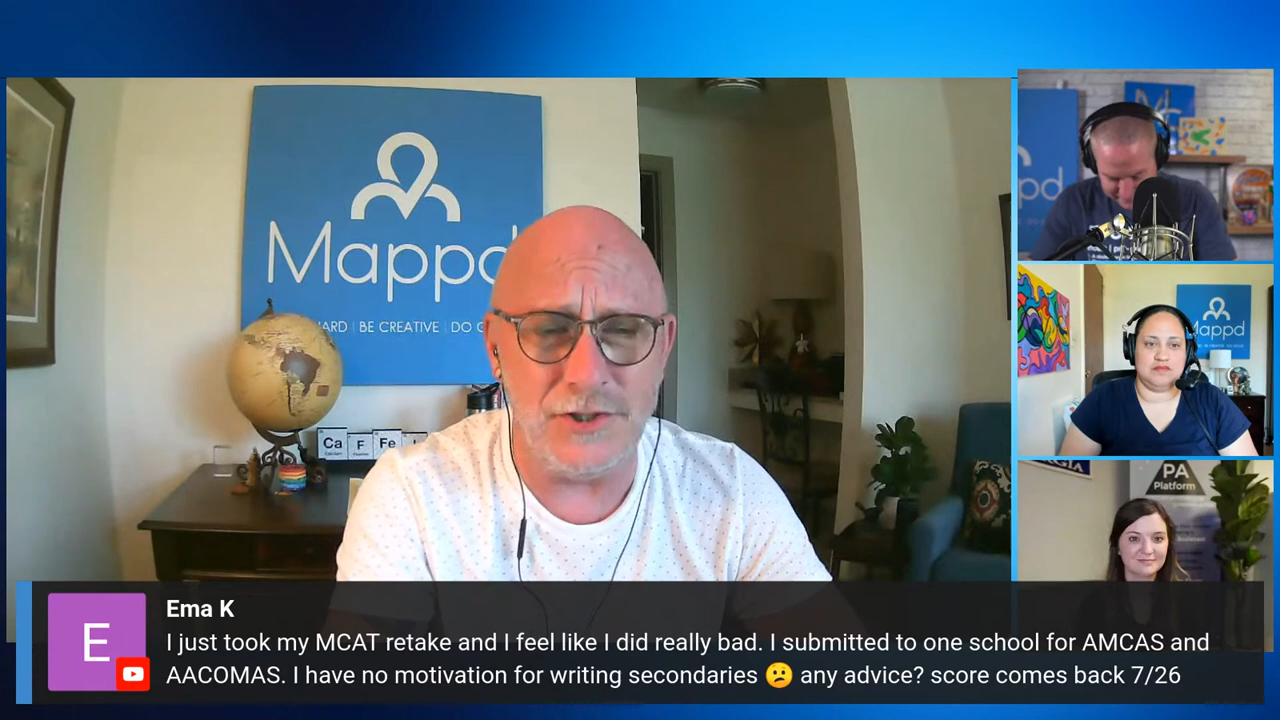 Mappd
HARD | BE CREATIVE | DO G
Ca
F
Fe
pd
Mappd
PA
Platform
Ema K
I just took my MCAT retake and I feel like I did really bad. I submitted to one school for AMCAS and
AACOMAS. I have no motivation for writing secondaries 😕 any advice? score comes back 7/26
E